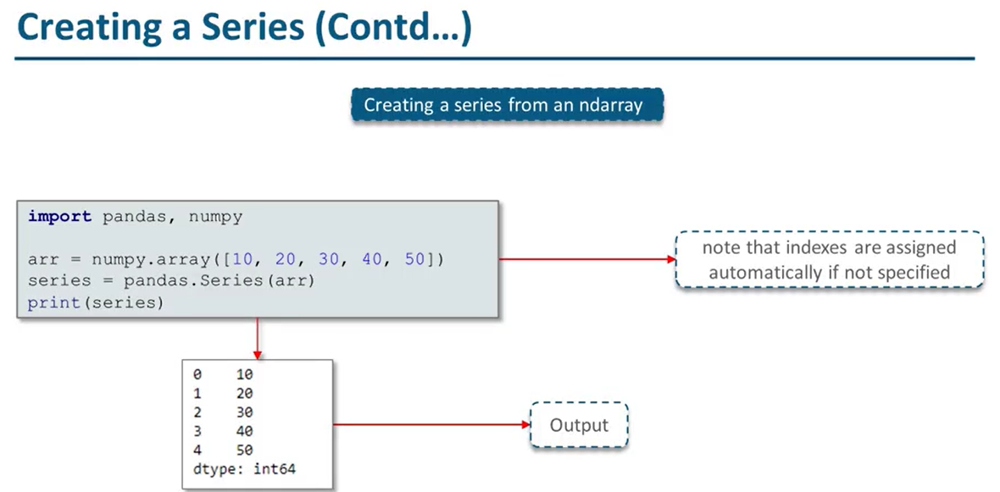 Creating a Series (Contd...)
Creating a series from an ndarray
import pandas, numpy
arr = numpy.array([10, 20, 30, 40, 50])
series = pandas.Series(arr)
print(series)
note that indexes are assigned
automatically if not specified
0 10
1 20
2 30
3 40
4 50
dtype: int64
Output